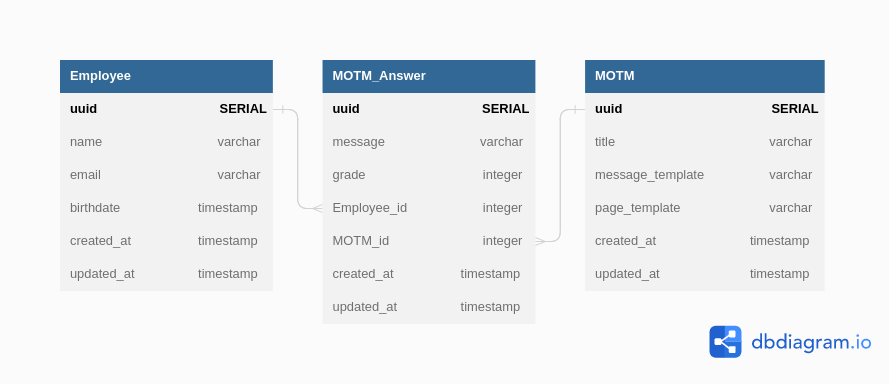 Employee
uuid SERIAL
name varchar
email varchar
birthdate timestamp
created_at timestamp
updated_at timestamp
MOTM_Answer
uuid SERIAL
message varchar
grade integer
Employee_id integer
MOTM_id integer
created_at timestamp
updated_at timestamp
MOTM
uuid SERIAL
title varchar
message_template varchar
page_template varchar
created_at timestamp
updated_at timestamp
dbdiagram.io